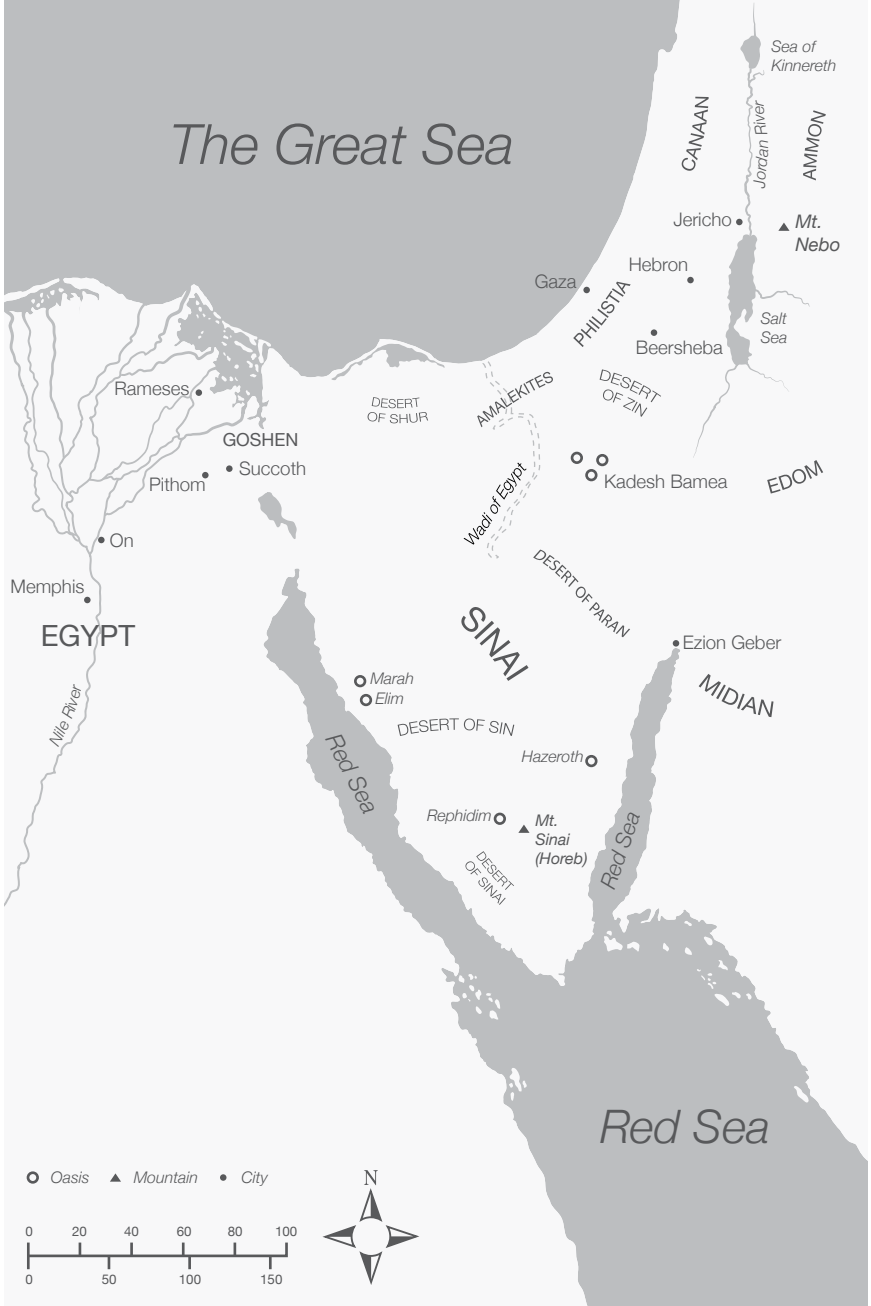 Sea of
Kinnereth
The Great Sea
CANAAN
Jordan River
AMMON
Jericho
Mt.
Nebo
Hebron
Gaza
PHILISTIA
Salt
Sea
Beersheba
Rameses
DESERT
OF SHUR
AMALEKITES
DESERT
OF ZIN
GOSHEN
Succoth
Pithom
Kadesh Bamea
EDOM
Wadi of Egypt
On
DESERT OF PARAN
Memphis
EGYPT
SINAI
Ezion Geber
MIDIAN
Nile River
Marah
Elim
DESERT OF SIN
Red Sea
Hazeroth
Rephidim
Mt.
Sinai
(Horeb)
Red Sea
DESERT
OF SINAI
Red Sea
Oasis
Mountain
City
N
0 20 40 60 80 100
0 50 100 150